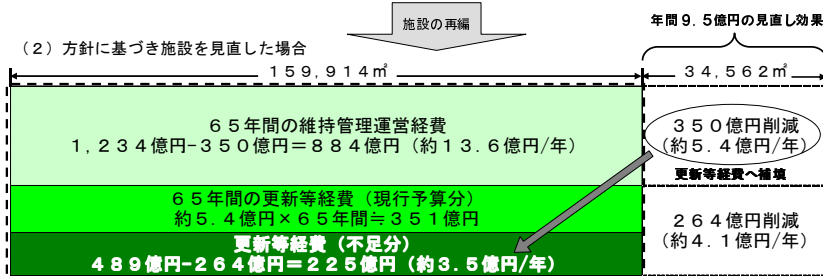 施設の再編
年間9.5億円の見直し効果
(2)方針に基づき施設を見直した場合
159,914㎡
34,562㎡
65年間の維持管理運営経費
1,234億円-350億円=884億円(約13.6億円/年)
350億円削減
(約5.4億円/年)
更新等経費へ補填
65年間の更新等経費(現行予算分)
約5.4億円×65年間≒351億円
264億円削減
(約4.1億円/年)
更新等経費(不足分)
489億円-264億円=225億円(約3.5億円/年)